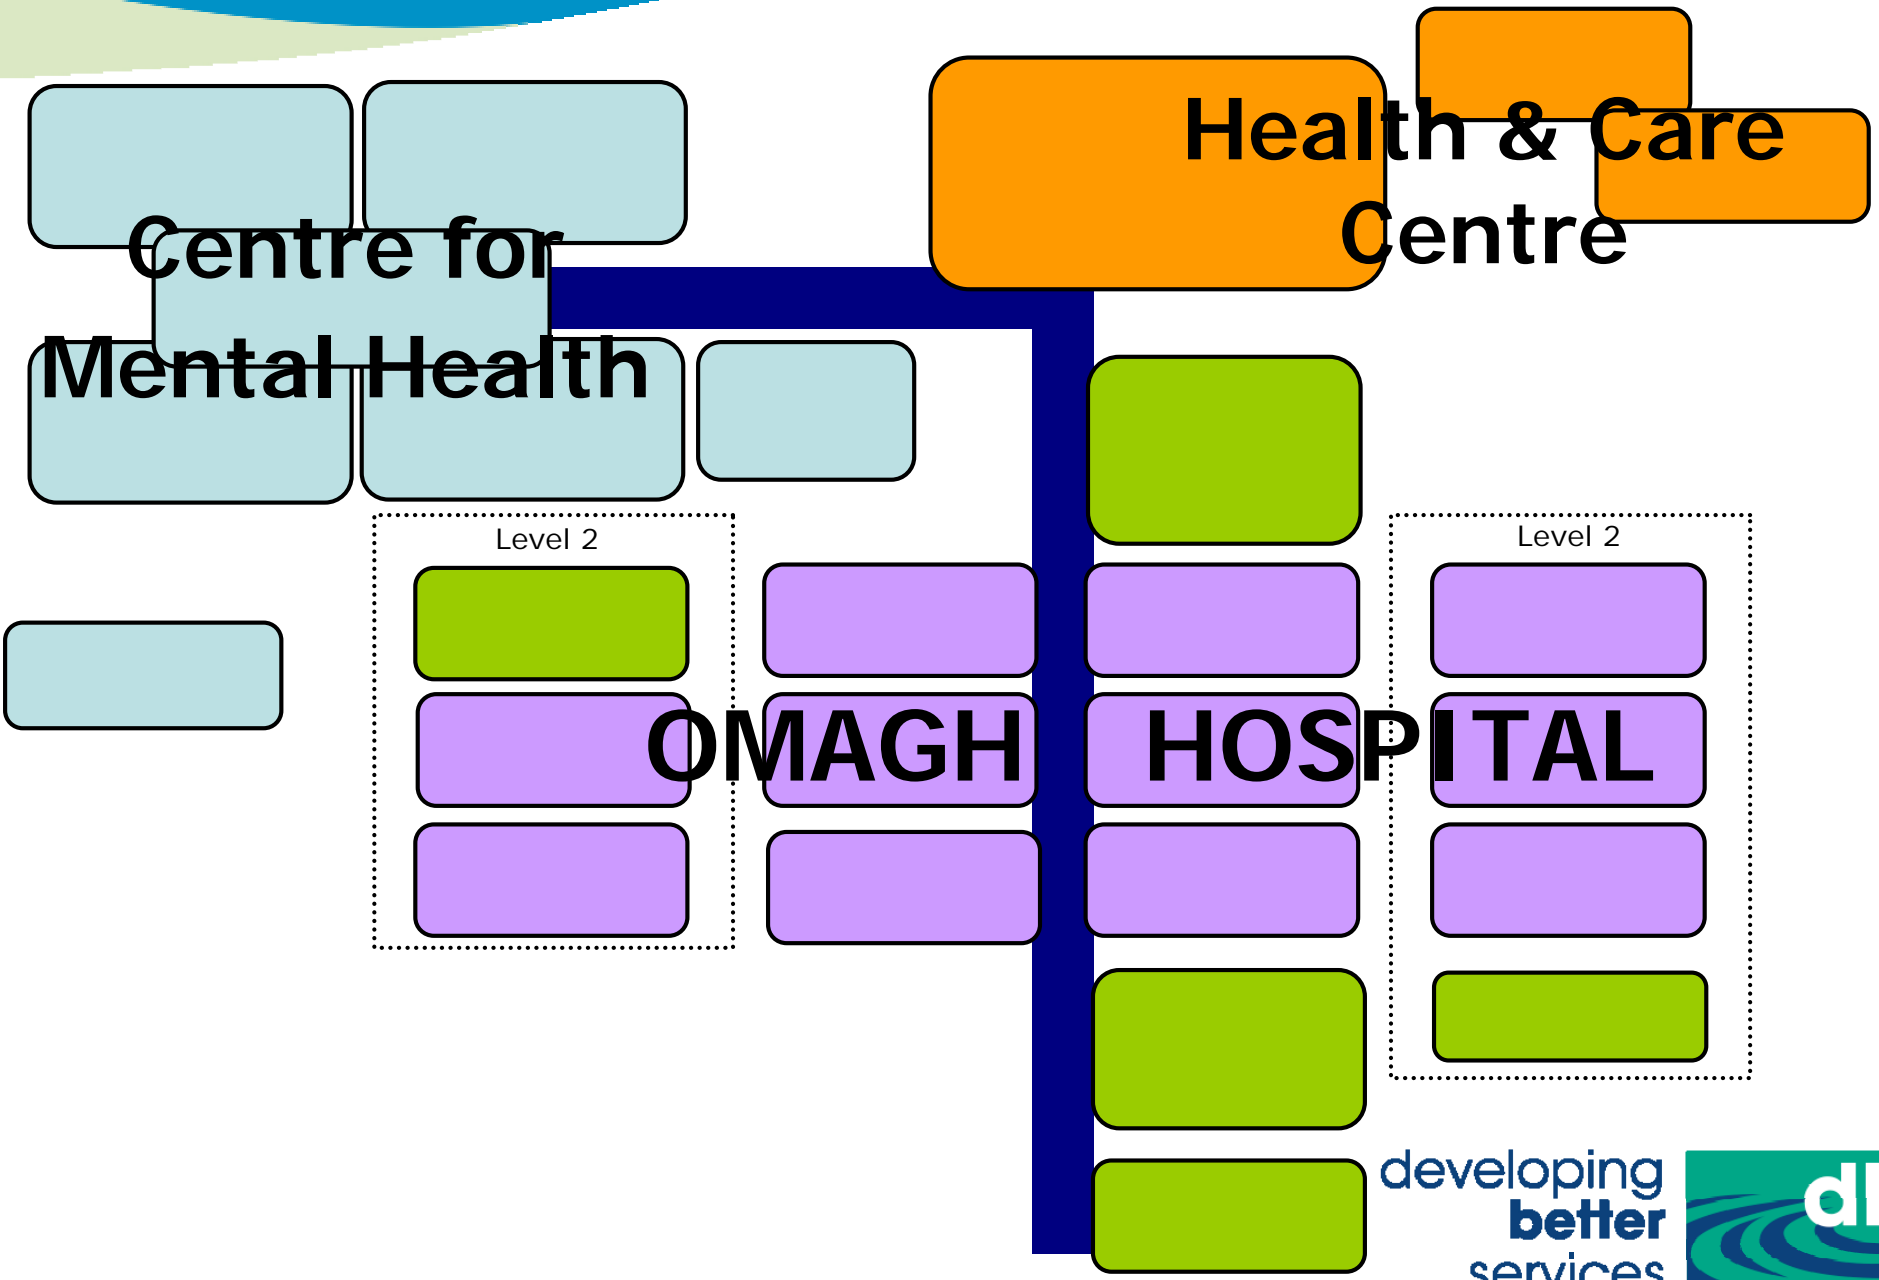 Health & Care
Centre
Centre for
Mental Health
Level 2
Level 2
OMAGH HOSPITAL
developing
better
services